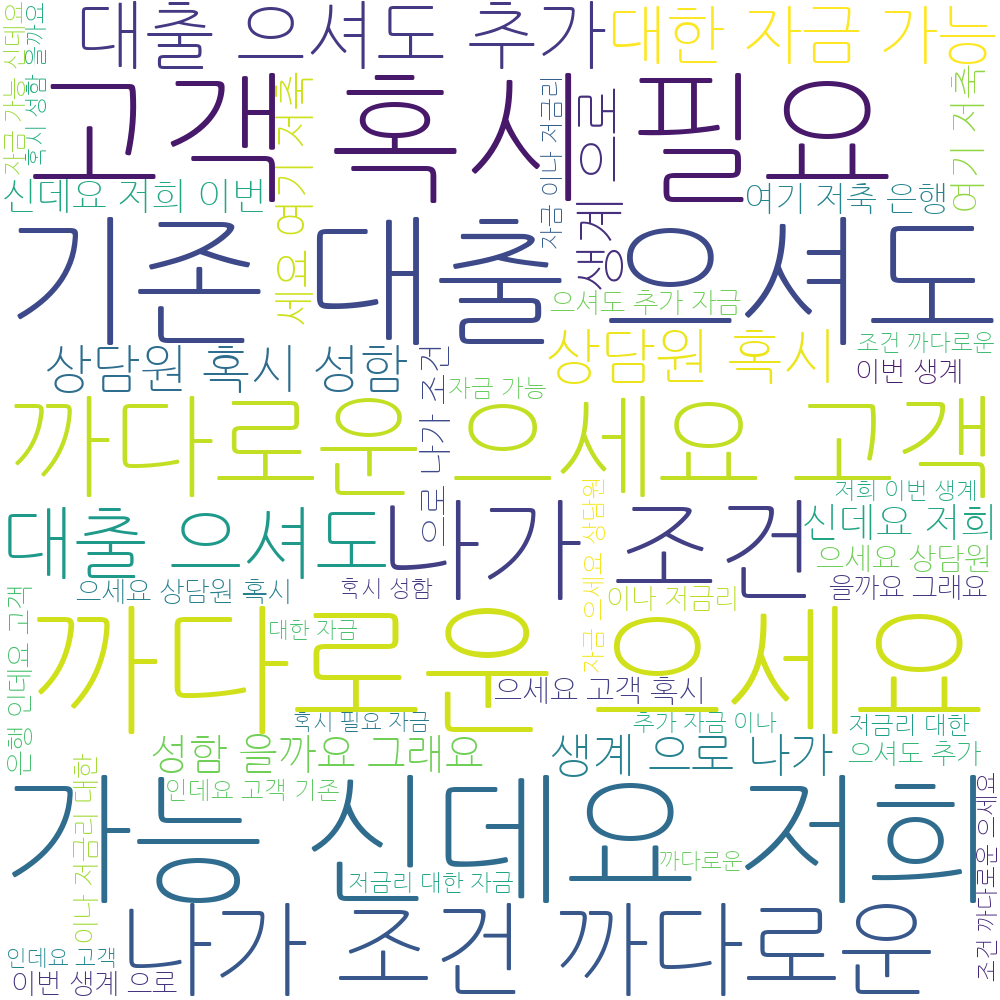 대출 으셔도 추가
대한 자금 가능
자금 가능 신데요
혹시 성함 을까요
고객 혹시 필요
세요 여기 저축
자금 이나 저금리
생계 으로
여기 저축
신데요 저희 이번
여기 저축 은행
기존 대출 으셔도
으셔도 추가 자금
상담원 혹시 성함
상담원 혹시
조건 까다로운
이번 생계
자금 가능
으로 나가 조건
까다로운 으세요 고객
저희 이번 생계
대출 으셔도
나가 조건
신데요 저희
으세요 상담원
으세요 상담원 혹시
혹시 성함
자금 으세요 상담원
이나 저금리
을까요 그래요
은행 인데요 고객
까다로운 으세요
대한 자금
으세요 고객 혹시
혹시 필요 자금
추가 자금 이나
저금리 대한
성함 을까요 그래요
생계 으로 나가
으셔도 추가
이나 저금리 대한
인데요 고객 기존
가능 신데요 저희
까다로운
저금리 대한 자금
조건 까다로운 으세요
나가 조건 까다로운
인데요 고객
이번 생계 으로